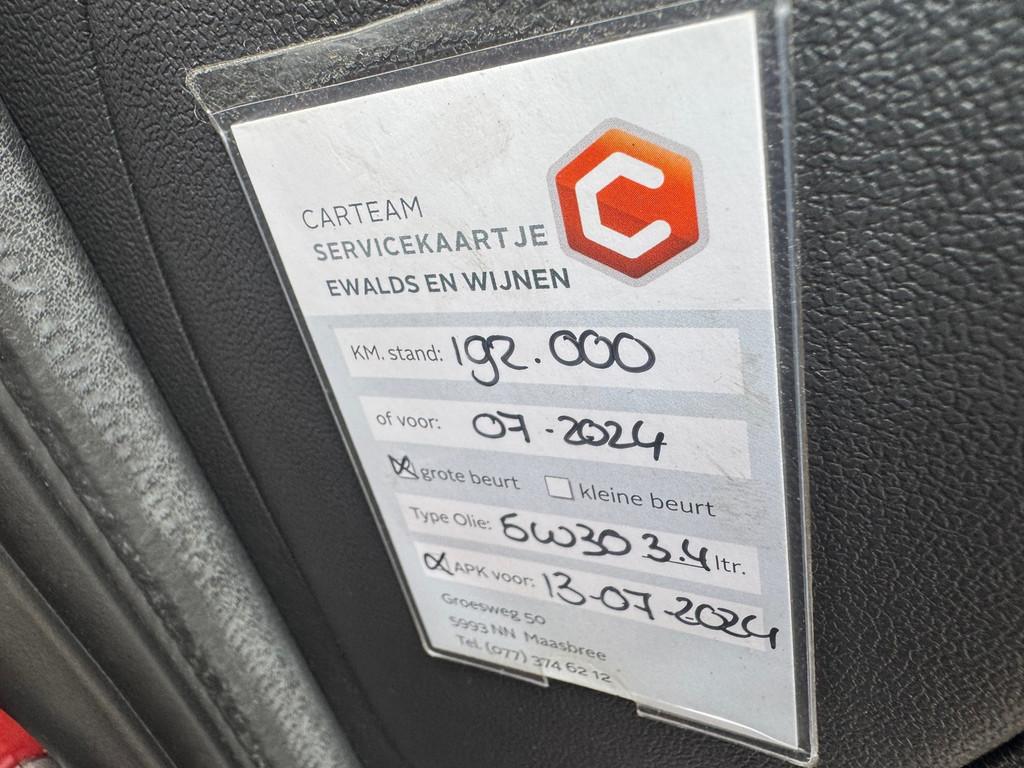 C
CARTEAM
SERVICEKAARTJE
EWALDS EN WIJNEN
KM. stand: 192.000
of voor: 07-2024
grote beurt kleine beurt
Type Olie: 5W30 3.4 ltr.
APK voor: 13-07-2024
Groesweg 50
5993 NN Maasbree
Tel. (077) 374 62 12